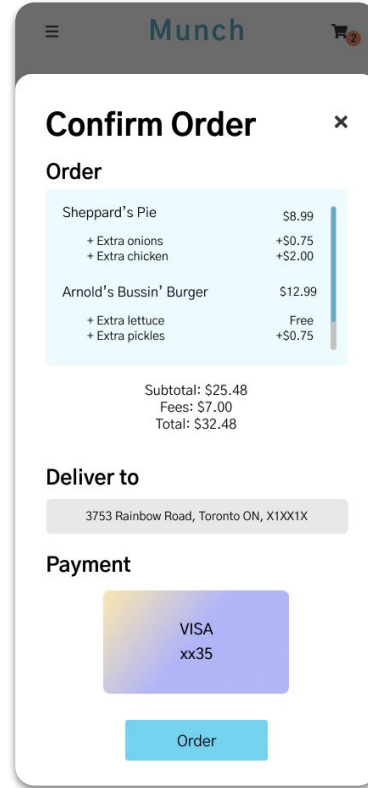 Munch
2
Confirm Order
Order
Sheppard's Pie $8.99
+ Extra onions +$0.75
+ Extra chicken +$2.00
Arnold's Bussin' Burger $12.99
+ Extra lettuce Free
+ Extra pickles +$0.75
Subtotal: $25.48
Fees: $7.00
Total: $32.48
Deliver to
3753 Rainbow Road, Toronto ON, X1XX1X
Payment
VISA
xx35
Order